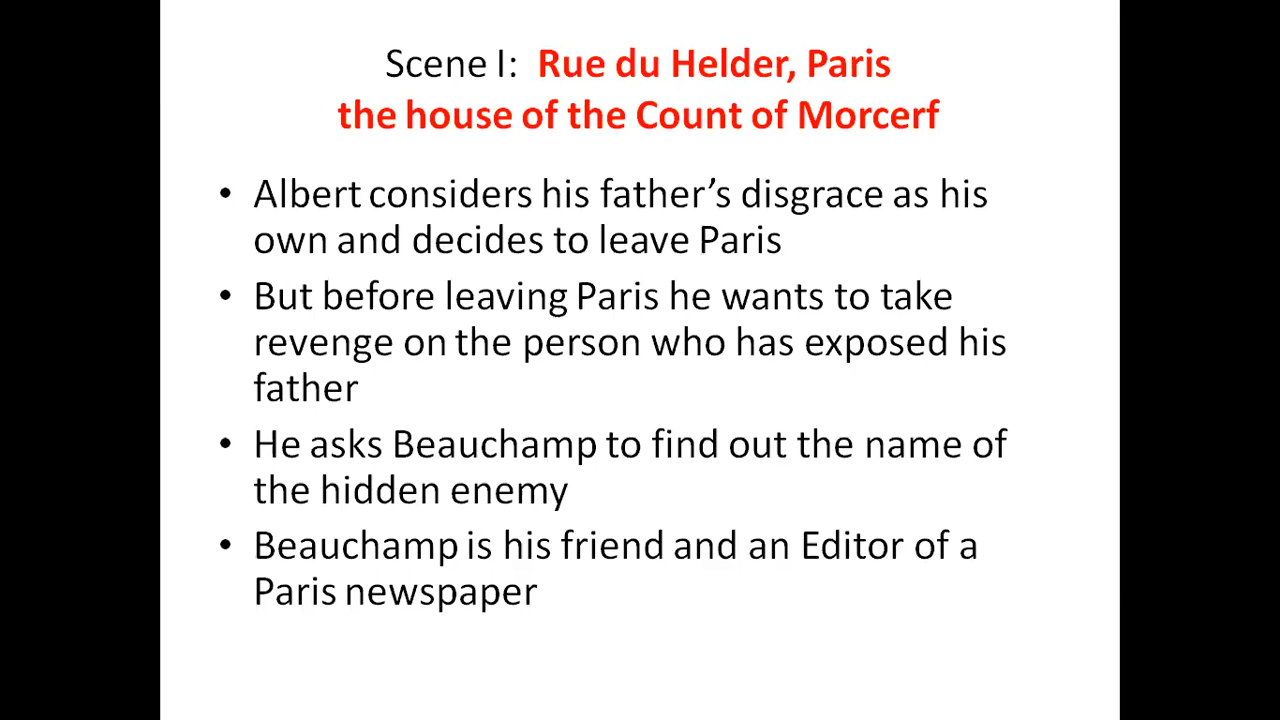 Scene I:  Rue du Helder, Paris
the house of the Count of Morcerf
• Albert considers his father’s disgrace as his
own and decides to leave Paris
• But before leaving Paris he wants to take
revenge on the person who has exposed his
father
• He asks Beauchamp to find out the name of
the hidden enemy
• Beauchamp is his friend and an Editor of a
Paris newspaper